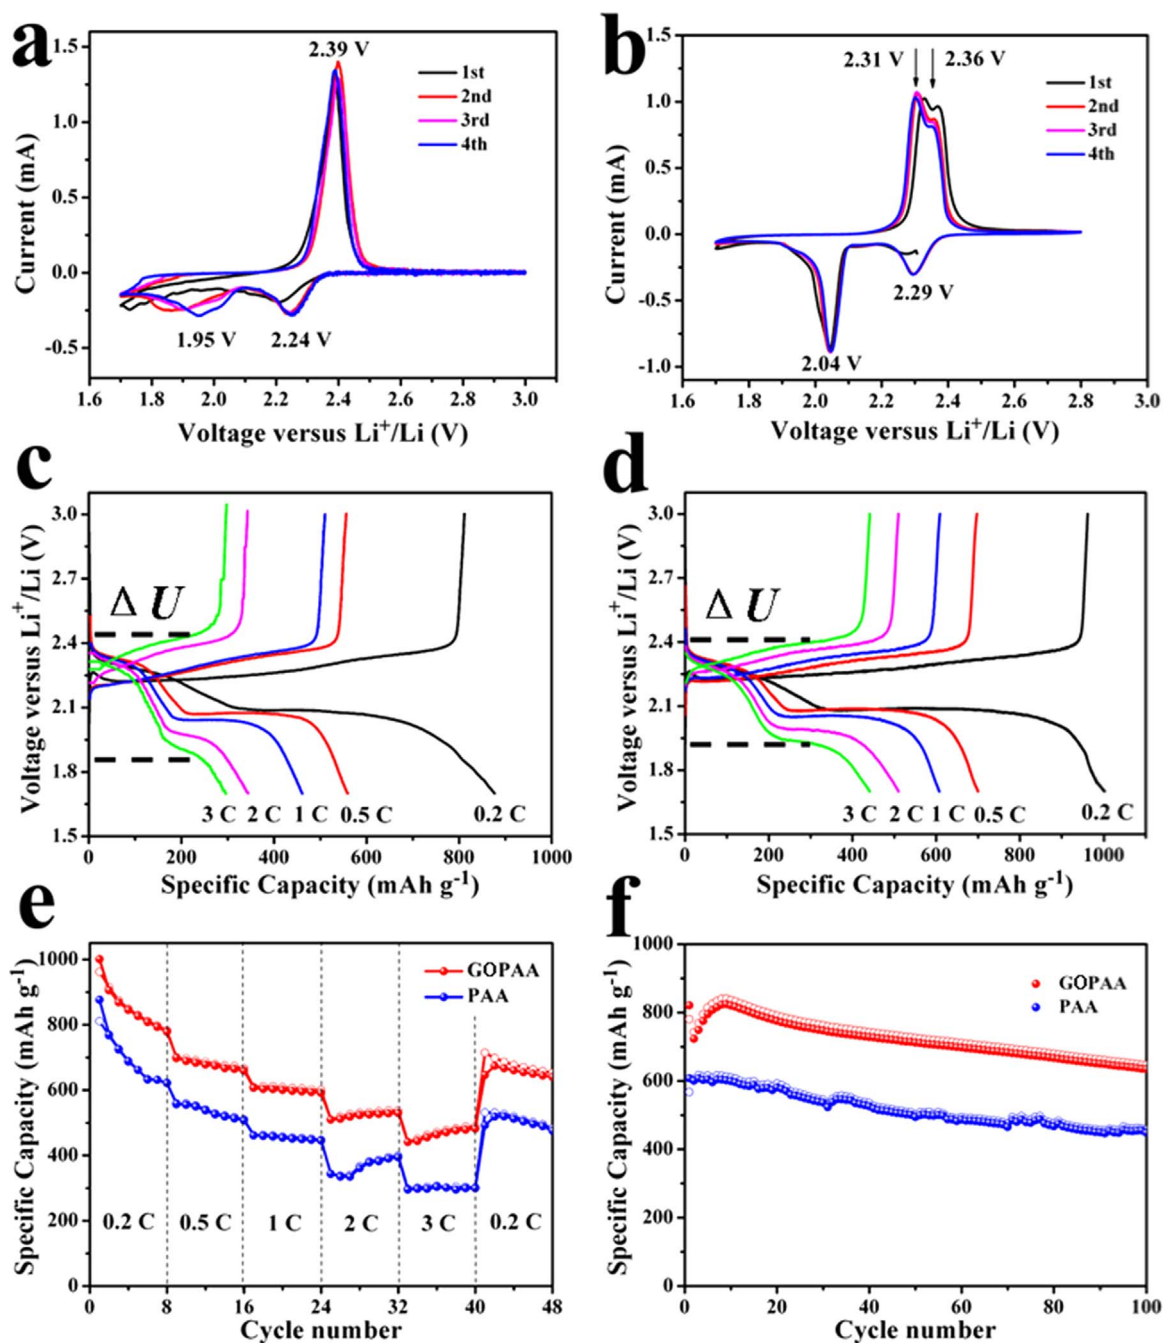 a
1.5
1.0
0.5
0.0
-0.5
2.39 V
1st
2nd
3rd
4th
1.95 V
2.24 V
1.6 1.8 2.0 2.2 2.4 2.6 2.8 3.0
Voltage versus Li⁺/Li (V)
Current (mA)
b
1.5
1.0
0.5
0.0
-0.5
-1.0
2.31 V 2.36 V
1st
2nd
3rd
4th
2.29 V
2.04 V
1.6 1.8 2.0 2.2 2.4 2.6 2.8 3.0
Voltage versus Li⁺/Li (V)
Current (mA)
c
3.0
2.7
2.4
2.1
1.8
1.5
Δ U
3 C 2 C 1 C 0.5 C 0.2 C
0 200 400 600 800 1000
Specific Capacity (mAh g⁻¹)
Voltage versus Li⁺/Li (V)
d
3.0
2.7
2.4
2.1
1.8
1.5
Δ U
3 C 2 C 1 C 0.5 C 0.2 C
0 200 400 600 800 1000
Specific Capacity (mAh g⁻¹)
Voltage versus Li⁺/Li (V)
e
1000
800
600
400
200
0
GOPAA
PAA
0.2 C 0.5 C 1 C 2 C 3 C 0.2 C
0 8 16 24 32 40 48
Cycle number
Specific Capacity (mAh g⁻¹)
f
1000
800
600
400
200
0
GOPAA
PAA
0 20 40 60 80 100
Cycle number
Specific Capacity (mAh g⁻¹)